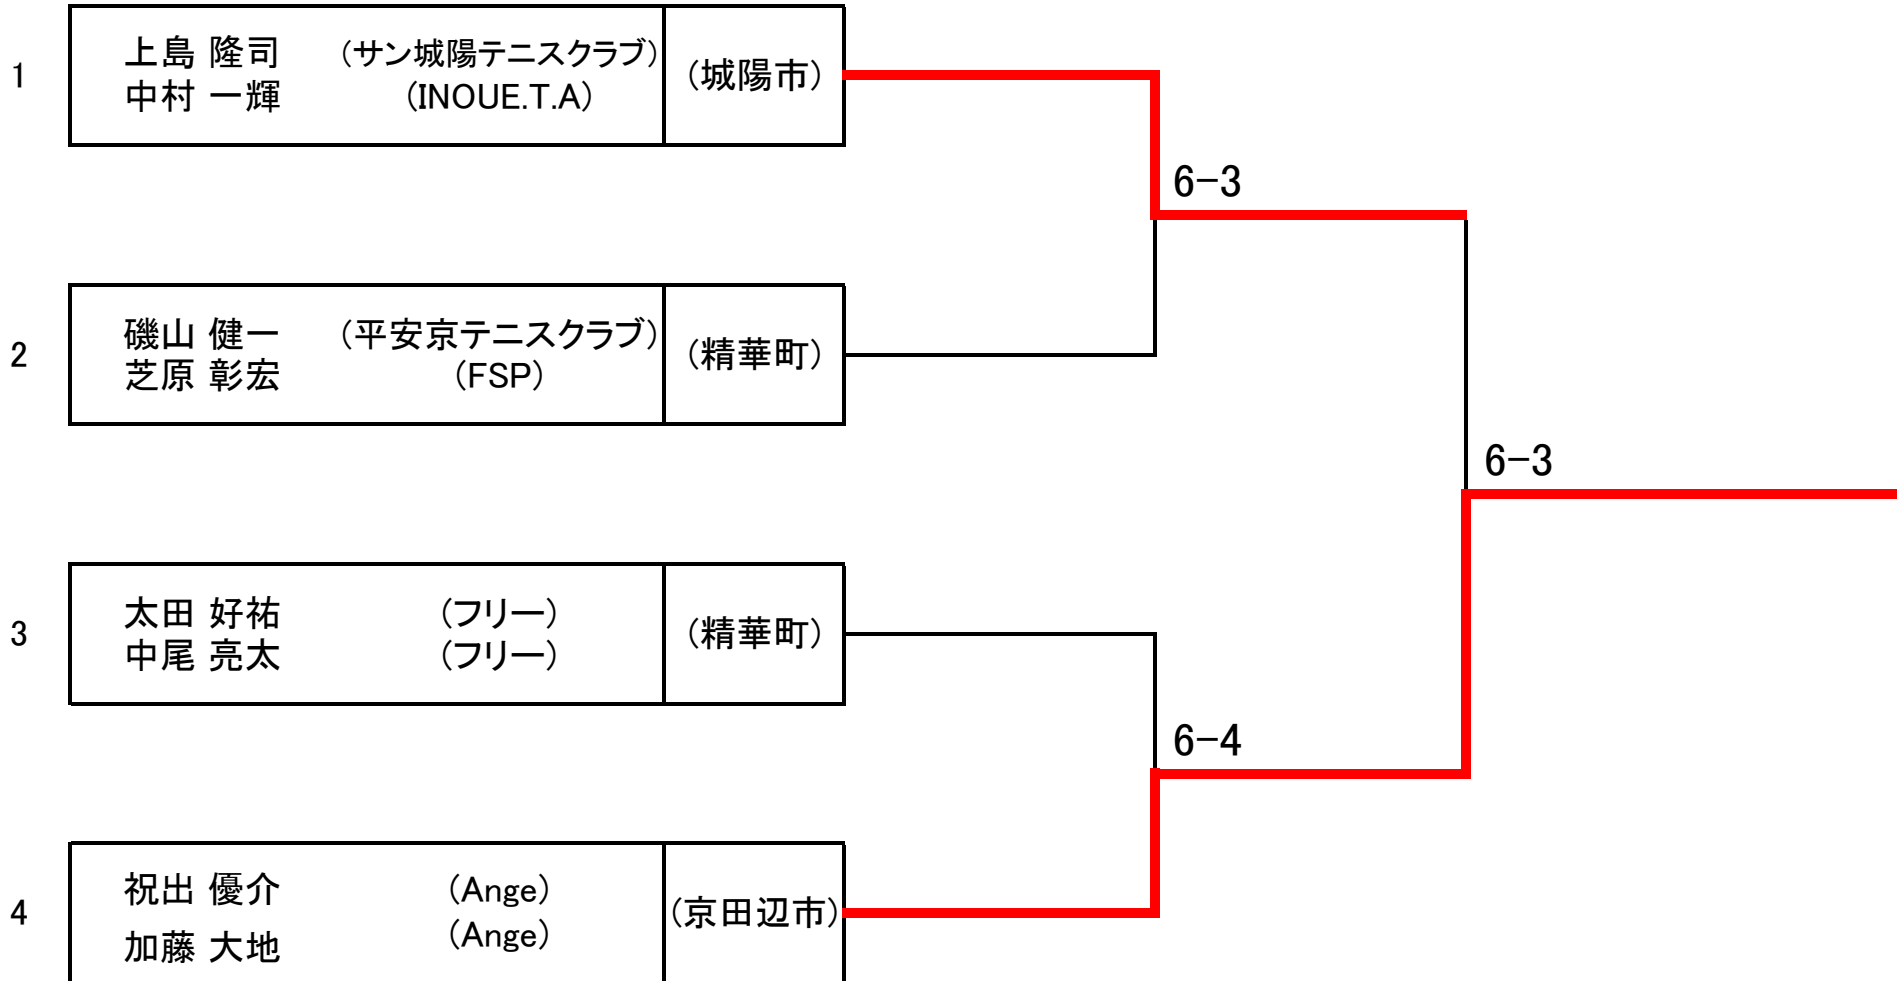 1
上島 隆司 (サン城陽テニスクラブ)
中村 一輝 (INOUE.T.A)
(城陽市)
6-3
2
磯山 健一 (平安京テニスクラブ)
芝原 彰宏 (FSP)
(精華町)
6-3
3
太田 好祐 (フリー)
中尾 亮太 (フリー)
(精華町)
6-4
4
祝出 優介 (Ange)
加藤 大地 (Ange)
(京田辺市)